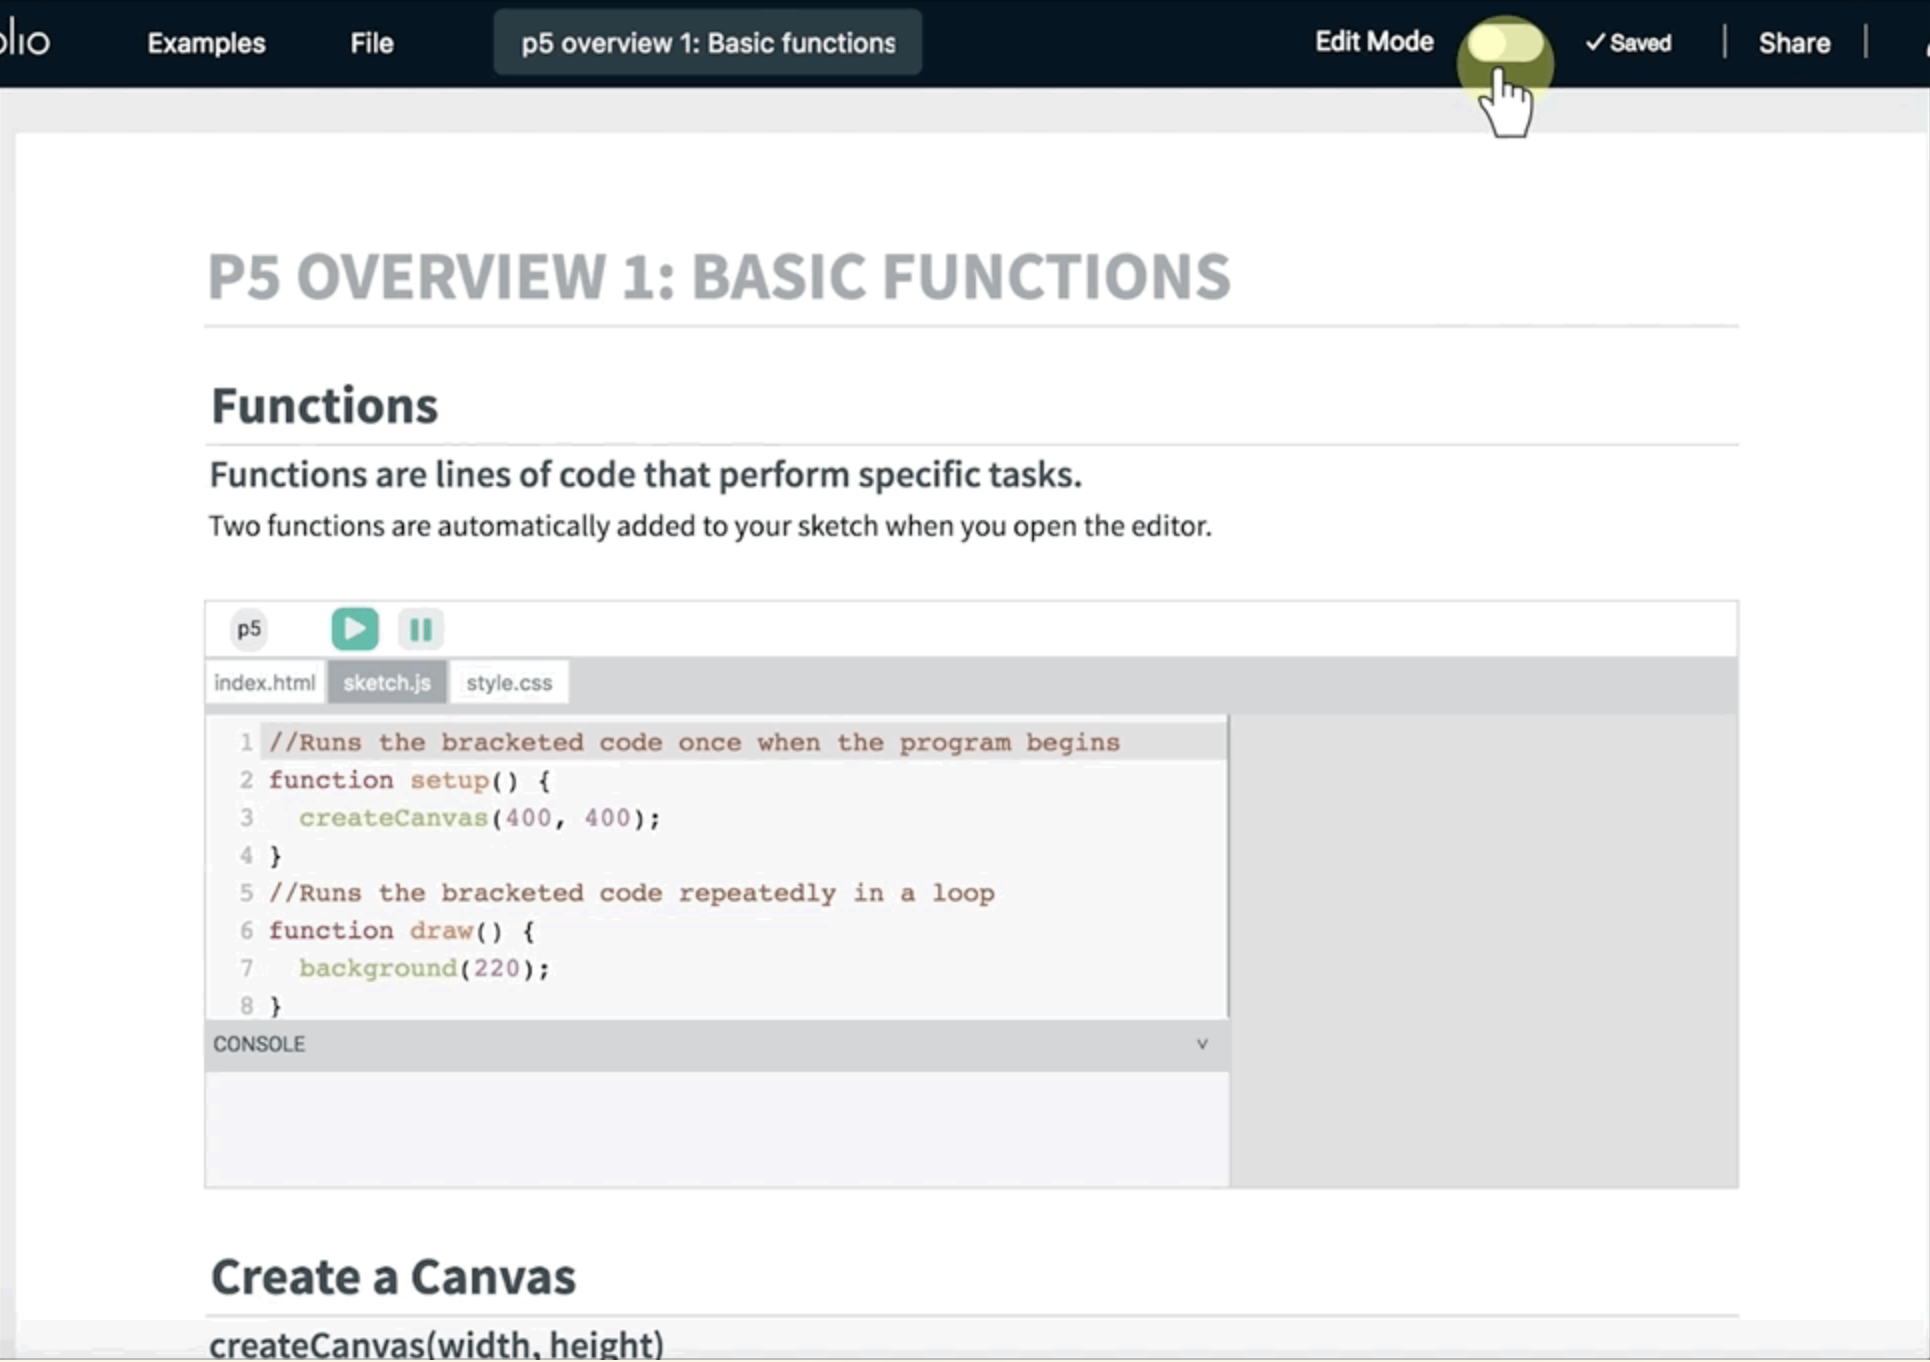 olio Examples File p5 overview 1: Basic functions Edit Mode ✓ Saved | Share |
P5 OVERVIEW 1: BASIC FUNCTIONS
Functions
Functions are lines of code that perform specific tasks.
Two functions are automatically added to your sketch when you open the editor.
p5
index.html sketch.js style.css
1 //Runs the bracketed code once when the program begins
2 function setup() {
3 createCanvas(400, 400);
4 }
5 //Runs the bracketed code repeatedly in a loop
6 function draw() {
7 background(220);
8 }
CONSOLE
Create a Canvas
createCanvas(width, height)